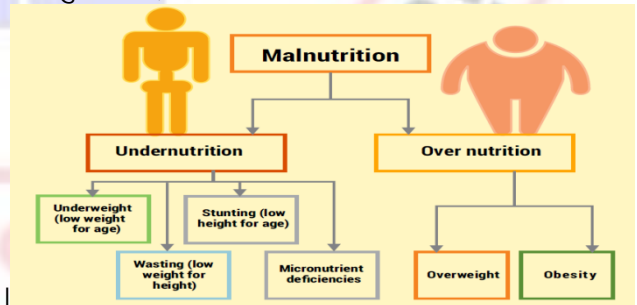 Malnutrition
Undernutrition
Over nutrition
Underweight
(low weight
for age)
Stunting (low
height for age)
Wasting (low
weight for
height)
Micronutrient
deficiencies
Overweight
Obesity